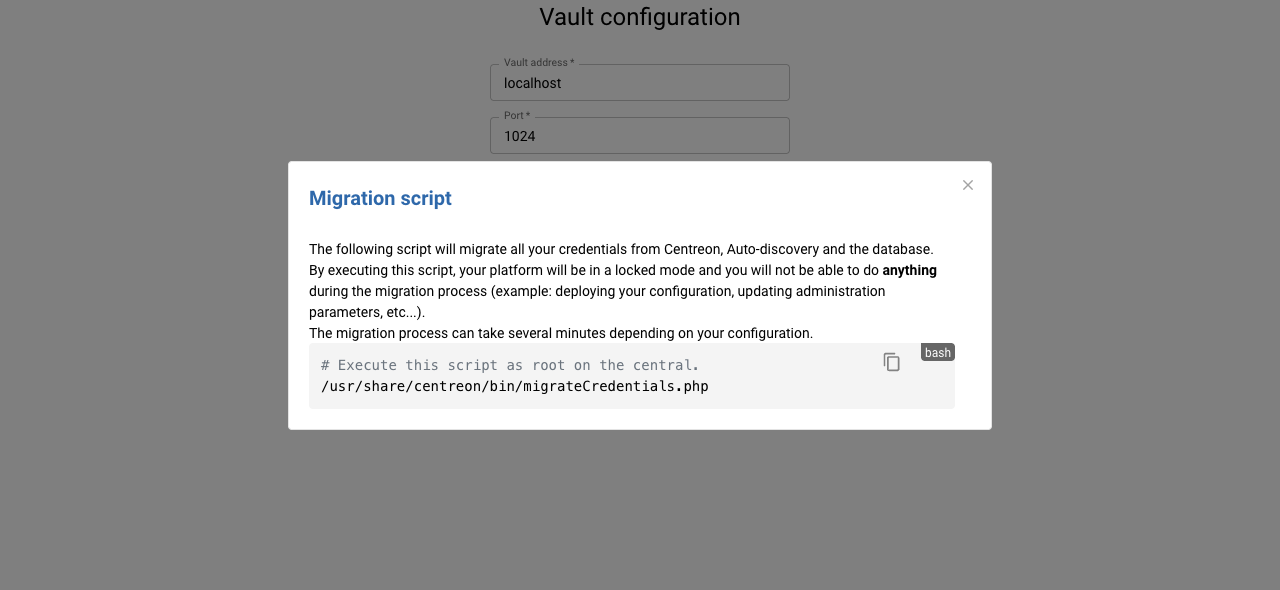 Vault configuration
Vault address *
localhost
Port *
1024
Migration script
The following script will migrate all your credentials from Centreon, Auto-discovery and the database.
By executing this script, your platform will be in a locked mode and you will not be able to do anything
during the migration process (example: deploying your configuration, updating administration
parameters, etc...).
The migration process can take several minutes depending on your configuration.
bash
# Execute this script as root on the central.
/usr/share/centreon/bin/migrateCredentials.php